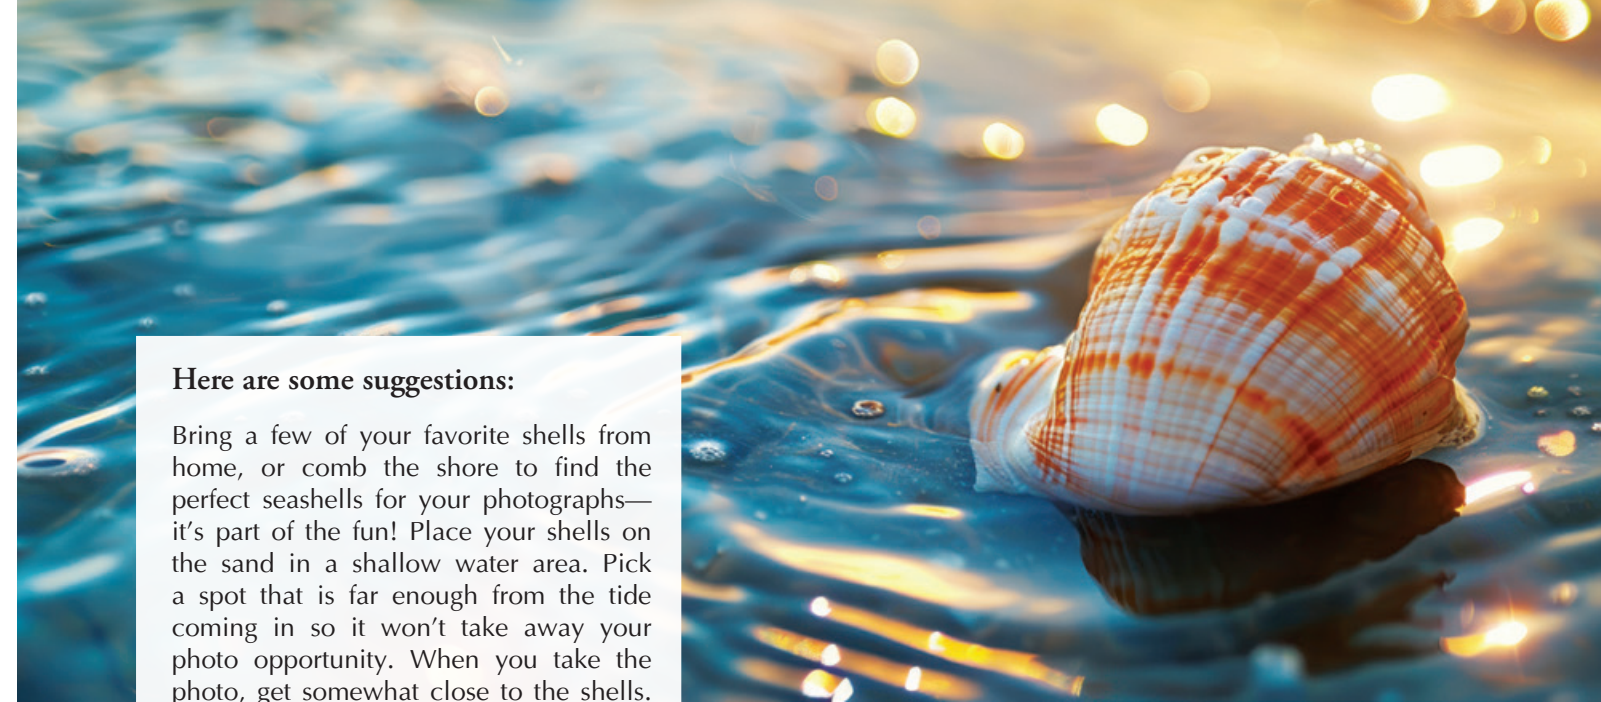 Here are some suggestions:
Bring a few of your favorite shells from
home, or comb the shore to find the
perfect seashells for your photographs—
it’s part of the fun! Place your shells on
the sand in a shallow water area. Pick
a spot that is far enough from the tide
coming in so it won’t take away your
photo opportunity. When you take the
photo, get somewhat close to the shells.